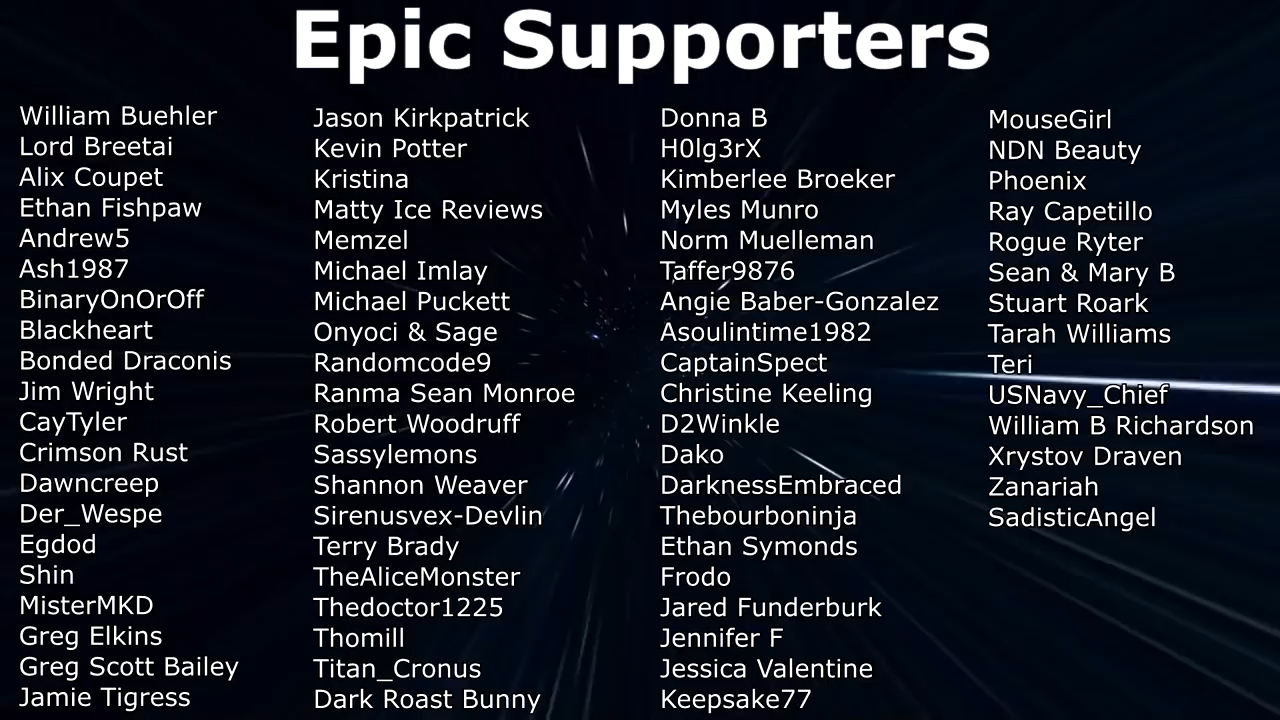 Epic Supporters
William Buehler
Lord Breetai
Alix Coupet
Ethan Fishpaw
Andrew5
Ash1987
BinaryOnOrOff
Blackheart
Bonded Draconis
Jim Wright
CayTyler
Crimson Rust
Dawncreep
Der_Wespe
Egdod
Shin
MisterMKD
Greg Elkins
Greg Scott Bailey
Jamie Tigress
Jason Kirkpatrick
Kevin Potter
Kristina
Matty Ice Reviews
Memzel
Michael Imlay
Michael Puckett
Onyoci & Sage
Randomcode9
Ranma Sean Monroe
Robert Woodruff
Sassylemons
Shannon Weaver
Sirenusvex-Devlin
Terry Brady
TheAliceMonster
Thedoctor1225
Thomill
Titan_Cronus
Dark Roast Bunny
Donna B
H0lg3rX
Kimberlee Broeker
Myles Munro
Norm Muelleman
Taffer9876
Angie Baber-Gonzalez
Asoulintime1982
CaptainSpect
Christine Keeling
D2Winkle
Dako
DarknessEmbraced
Thebourboninja
Ethan Symonds
Frodo
Jared Funderburk
Jennifer F
Jessica Valentine
Keepsake77
MouseGirl
NDN Beauty
Phoenix
Ray Capetillo
Rogue Ryter
Sean & Mary B
Stuart Roark
Tarah Williams
Teri
USNavy_Chief
William B Richardson
Xrystov Draven
Zanariah
SadisticAngel